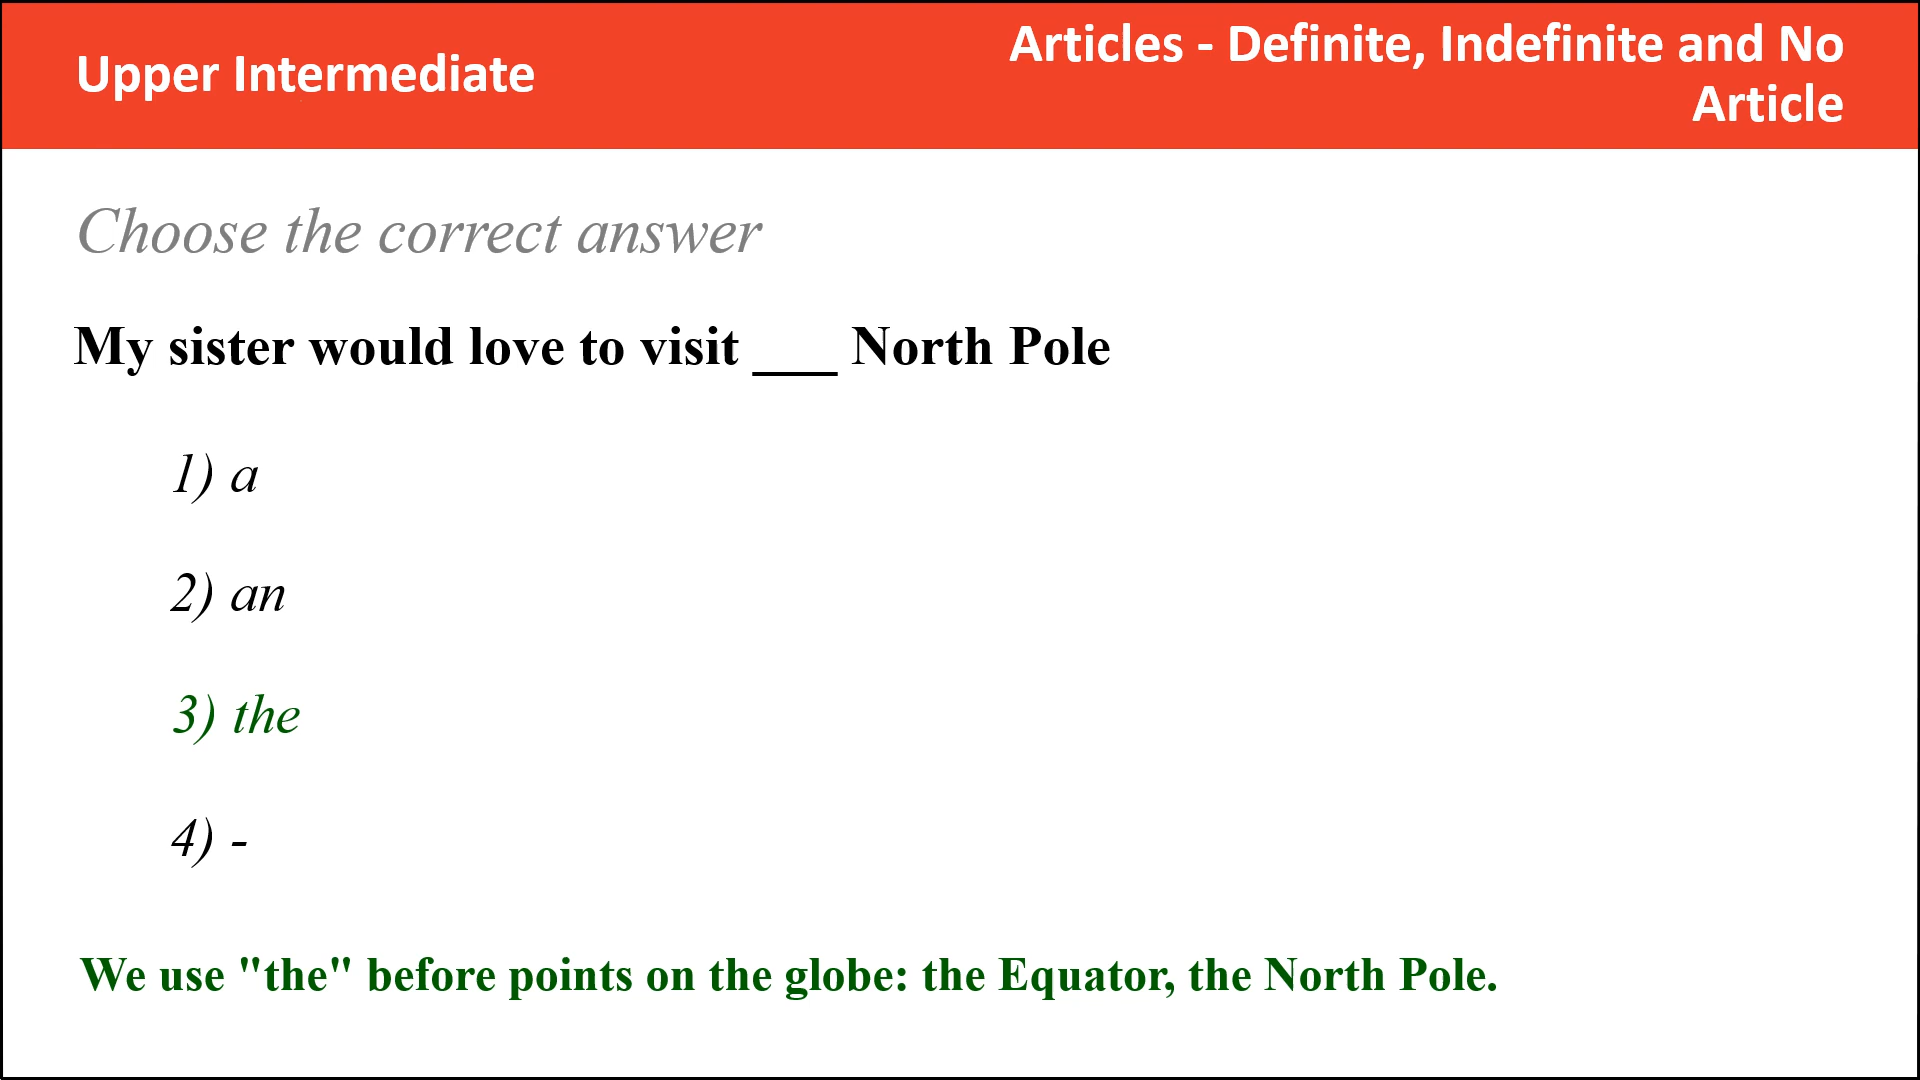 Upper Intermediate
Articles - Definite, Indefinite and No
Article
Choose the correct answer
My sister would love to visit ___ North Pole
1) a
2) an
3) the
4) -
We use "the" before points on the globe: the Equator, the North Pole.